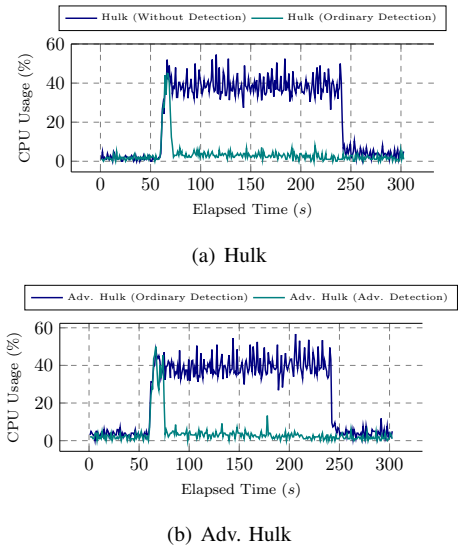 Hulk (Without Detection) Hulk (Ordinary Detection)
60
40
20
0
CPU Usage (%)
0 50 100 150 200 250 300
Elapsed Time (s)
(a) Hulk
Adv. Hulk (Ordinary Detection) Adv. Hulk (Adv. Detection)
60
40
20
0
CPU Usage (%)
0 50 100 150 200 250 300
Elapsed Time (s)
(b) Adv. Hulk